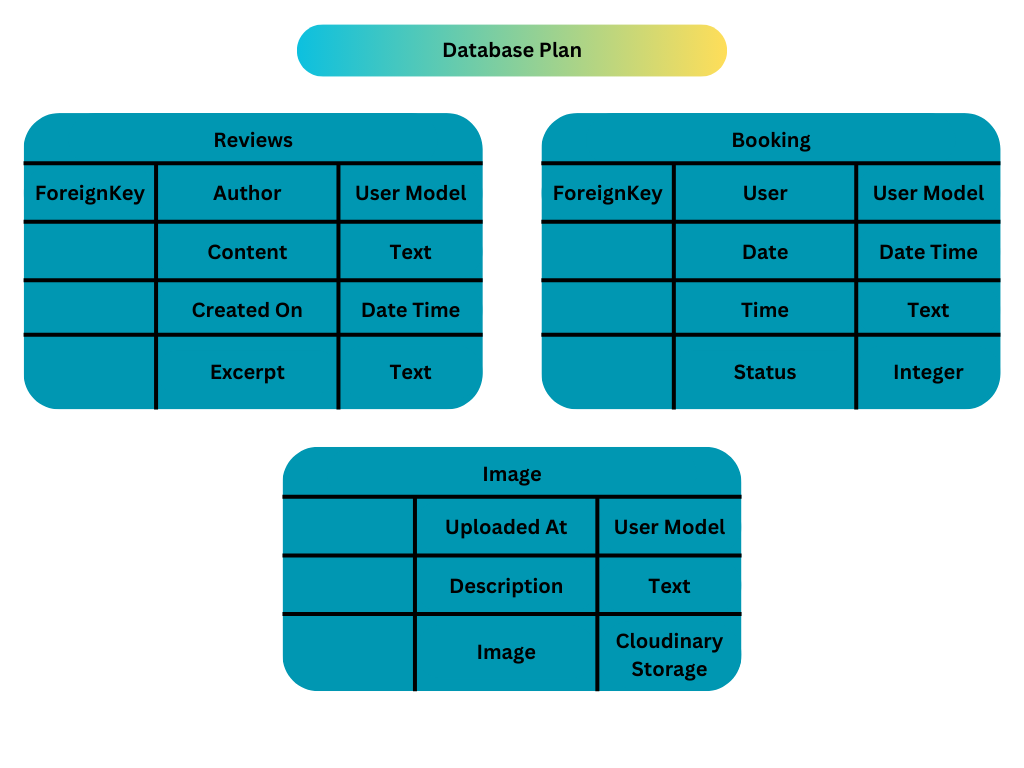 Database Plan
Reviews
ForeignKey Author User Model
Content Text
Created On Date Time
Excerpt Text
Booking
ForeignKey User User Model
Date Date Time
Time Text
Status Integer
Image
Uploaded At User Model
Description Text
Image Cloudinary
Storage